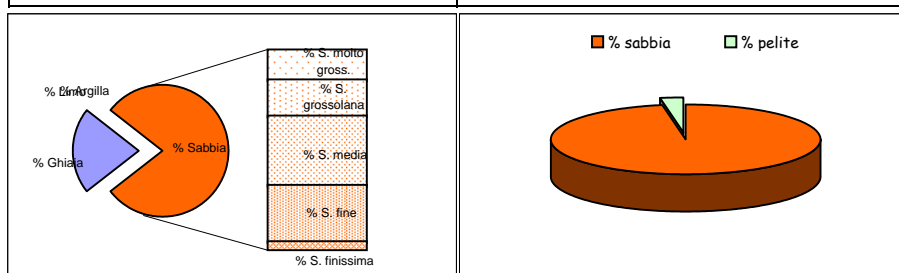 % Limo
% Argilla
% Ghiaia
% Sabbia
% S. molto
gross.
% S.
grossolana
% S. media
% S. fine
% S. finissima
% sabbia
% pelite